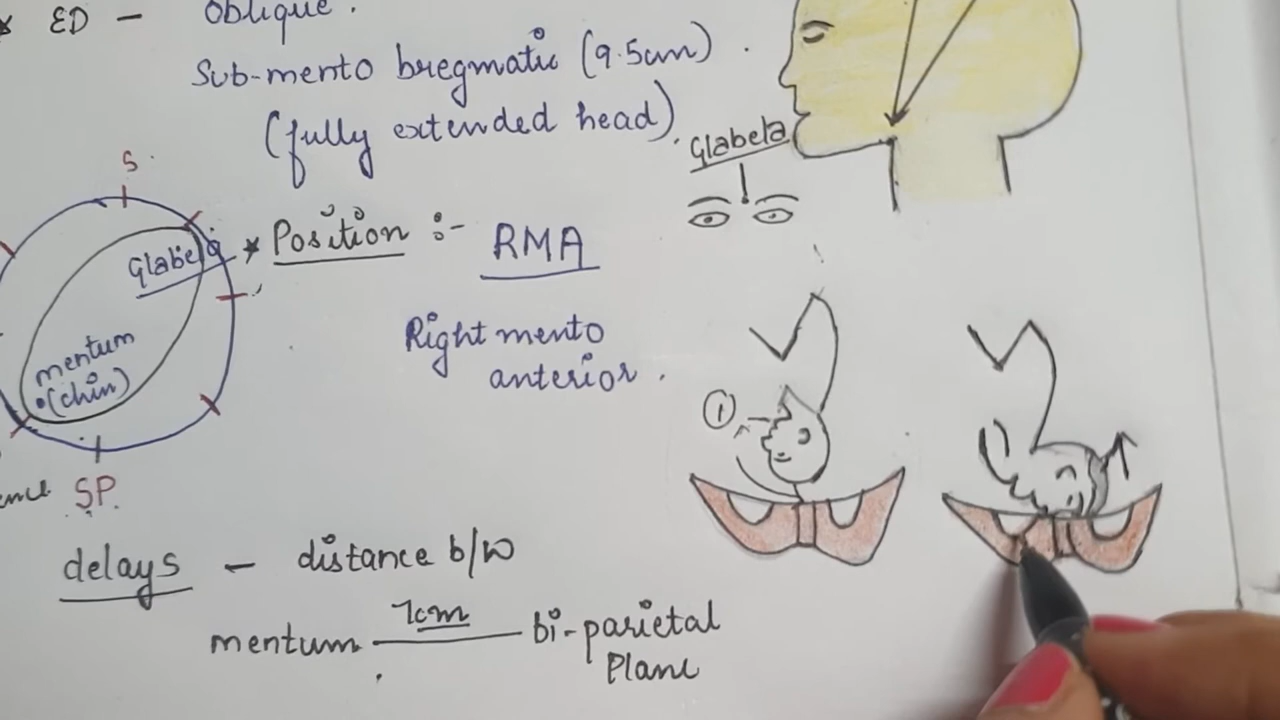 * ED - oblique.
Sub-mento bregmatic (9.5cm).
(fully extended head).
Glabela
S
Glabela
* Position :- RMA
Right mento
anterior.
mentum
(chin)
①
SP.
delays - distance b/w
mentum 7cm bi-parietal
Plane